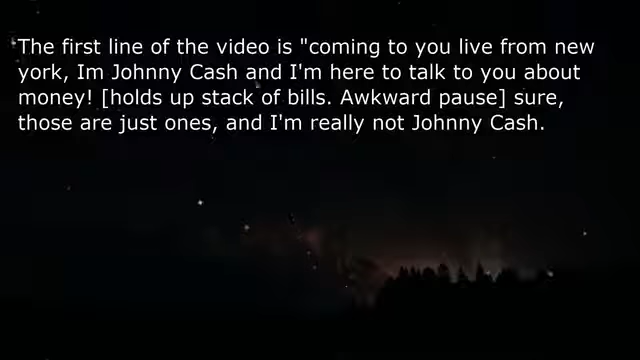 The first line of the video is "coming to you live from new
york, Im Johnny Cash and I'm here to talk to you about
money! [holds up stack of bills. Awkward pause] sure,
those are just ones, and I'm really not Johnny Cash.